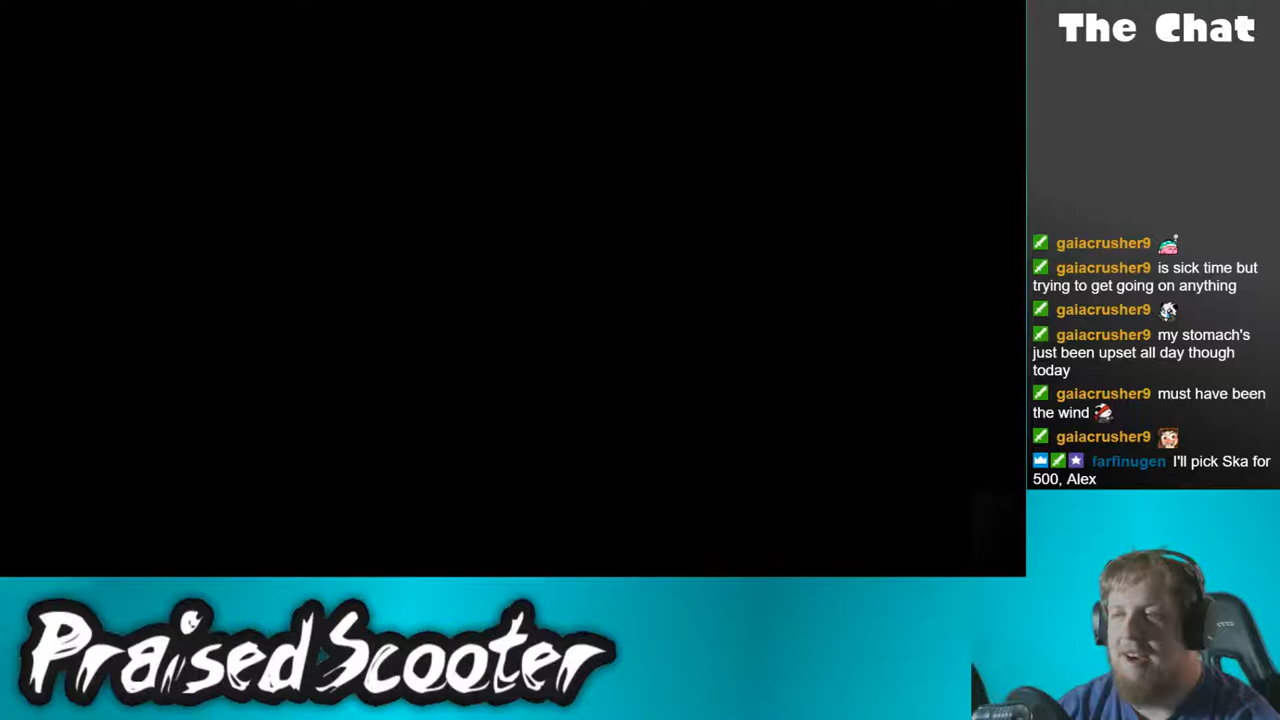 The Chat
gaiacrusher9
gaiacrusher9 is sick time but
trying to get going on anything
gaiacrusher9
gaiacrusher9 my stomach's
just been upset all day though
today
gaiacrusher9 must have been
the wind
gaiacrusher9
farfinugen I'll pick Ska for
500, Alex
PraisedScooter